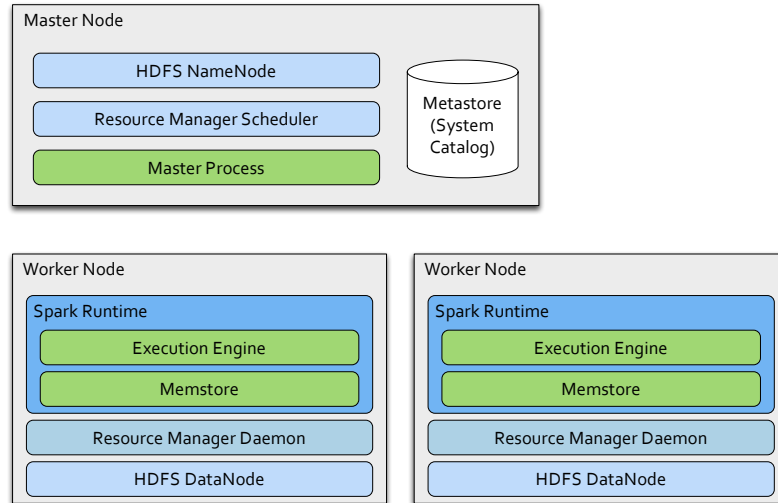 Master Node
HDFS NameNode
Resource Manager Scheduler
Master Process
Metastore
(System
Catalog)
Worker Node
Spark Runtime
Execution Engine
Memstore
Resource Manager Daemon
HDFS DataNode
Worker Node
Spark Runtime
Execution Engine
Memstore
Resource Manager Daemon
HDFS DataNode